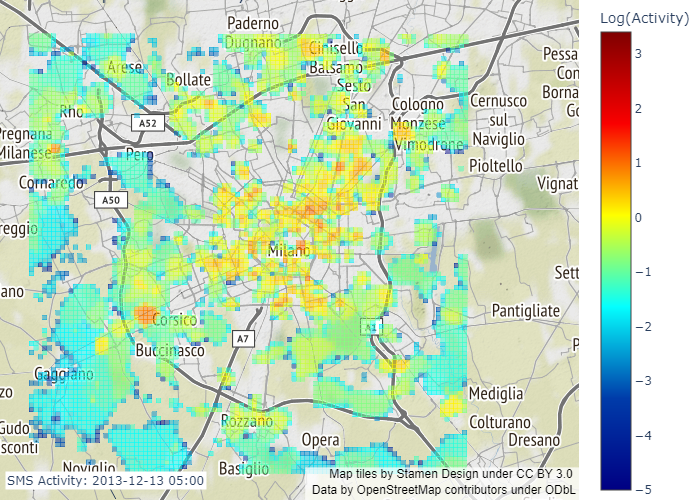 Log(Activity)
Paderno
Dugnano
Cinisello
Balsamo
Arese
Bollate
Sesto
San
Giovanni
Pessa
Con
Borna
Go
Rho
A52
Cologno
Monzese
Cernusco
sul
Naviglio
Pregnana
Milanese
Pero
Vimodrone
Pioltello
Cornaredo
Vignat
A50
reggio
Milano
Sett
ano
Corsico
A1
Pantigliate
A7
Buccinasco
P
Gaggiano
zo
Mediglia
Rozzano
Colturano
Gudo
sconti
Opera
Dresano
Noviglio
Basiglio
SMS Activity: 2013-12-13 05:00
Map tiles by Stamen Design under CC BY 3.0
Data by OpenStreetMap contributors under ODbL
3
2
1
0
−1
−2
−3
−4
−5